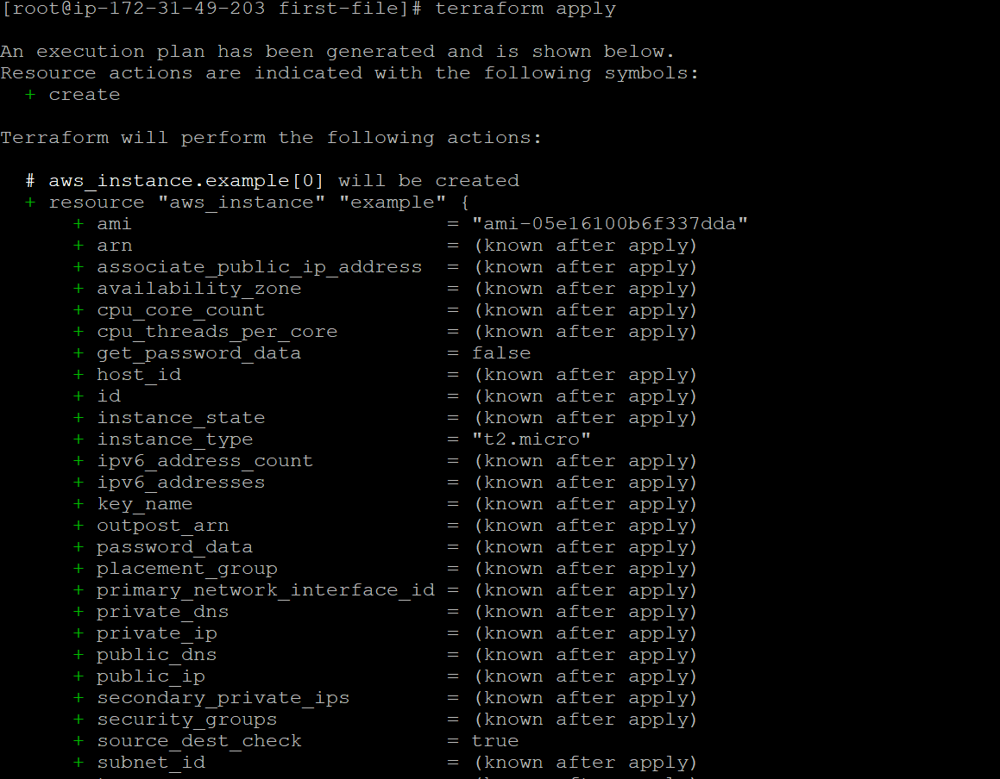 [root@ip-172-31-49-203 first-file]# terraform apply
An execution plan has been generated and is shown below.
Resource actions are indicated with the following symbols:
+ create
Terraform will perform the following actions:
# aws_instance.example[0] will be created
+ resource "aws_instance" "example" {
+ ami = "ami-05e16100b6f337dda"
+ arn = (known after apply)
+ associate_public_ip_address = (known after apply)
+ availability_zone = (known after apply)
+ cpu_core_count = (known after apply)
+ cpu_threads_per_core = (known after apply)
+ get_password_data = false
+ host_id = (known after apply)
+ id = (known after apply)
+ instance_state = (known after apply)
+ instance_type = "t2.micro"
+ ipv6_address_count = (known after apply)
+ ipv6_addresses = (known after apply)
+ key_name = (known after apply)
+ outpost_arn = (known after apply)
+ password_data = (known after apply)
+ placement_group = (known after apply)
+ primary_network_interface_id = (known after apply)
+ private_dns = (known after apply)
+ private_ip = (known after apply)
+ public_dns = (known after apply)
+ public_ip = (known after apply)
+ secondary_private_ips = (known after apply)
+ security_groups = (known after apply)
+ source_dest_check = true
+ subnet_id = (known after apply)